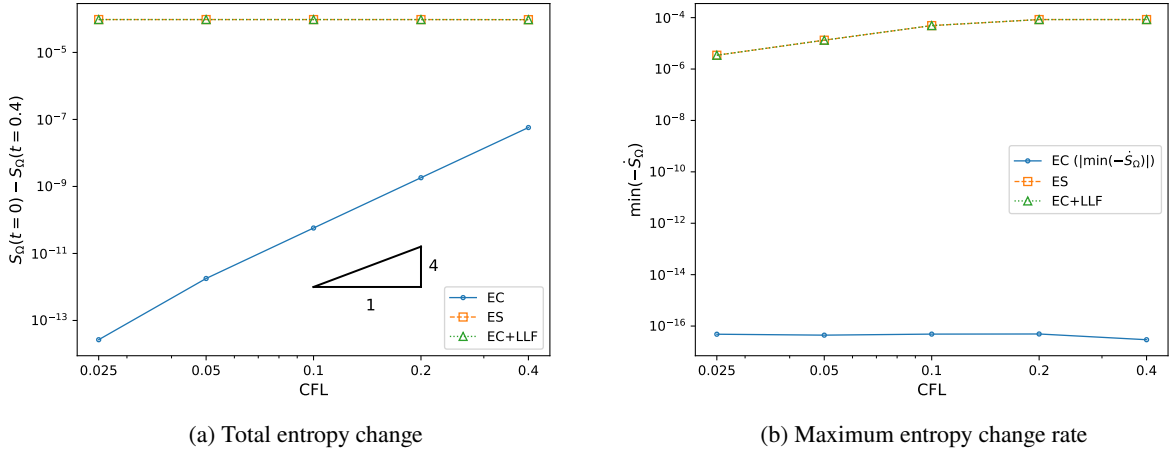 S_Ω(t = 0) − S_Ω(t = 0.4)
10⁻⁵
10⁻⁷
10⁻⁹
10⁻¹¹
10⁻¹³
4
1
EC
ES
EC+LLF
0.025
0.05
0.1
0.2
0.4
CFL
(a) Total entropy change
min(−Ṡ_Ω)
10⁻⁴
10⁻⁶
10⁻⁸
10⁻¹⁰
10⁻¹²
10⁻¹⁴
10⁻¹⁶
EC (|min(−Ṡ_Ω)|)
ES
EC+LLF
0.025
0.05
0.1
0.2
0.4
CFL
(b) Maximum entropy change rate